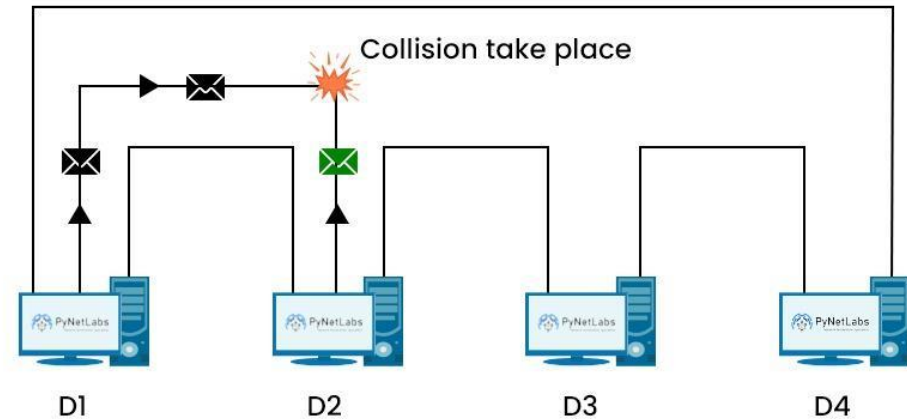 Collision take place
PyNetLabs
PyNetLabs
PyNetLabs
PyNetLabs
D1
D2
D3
D4